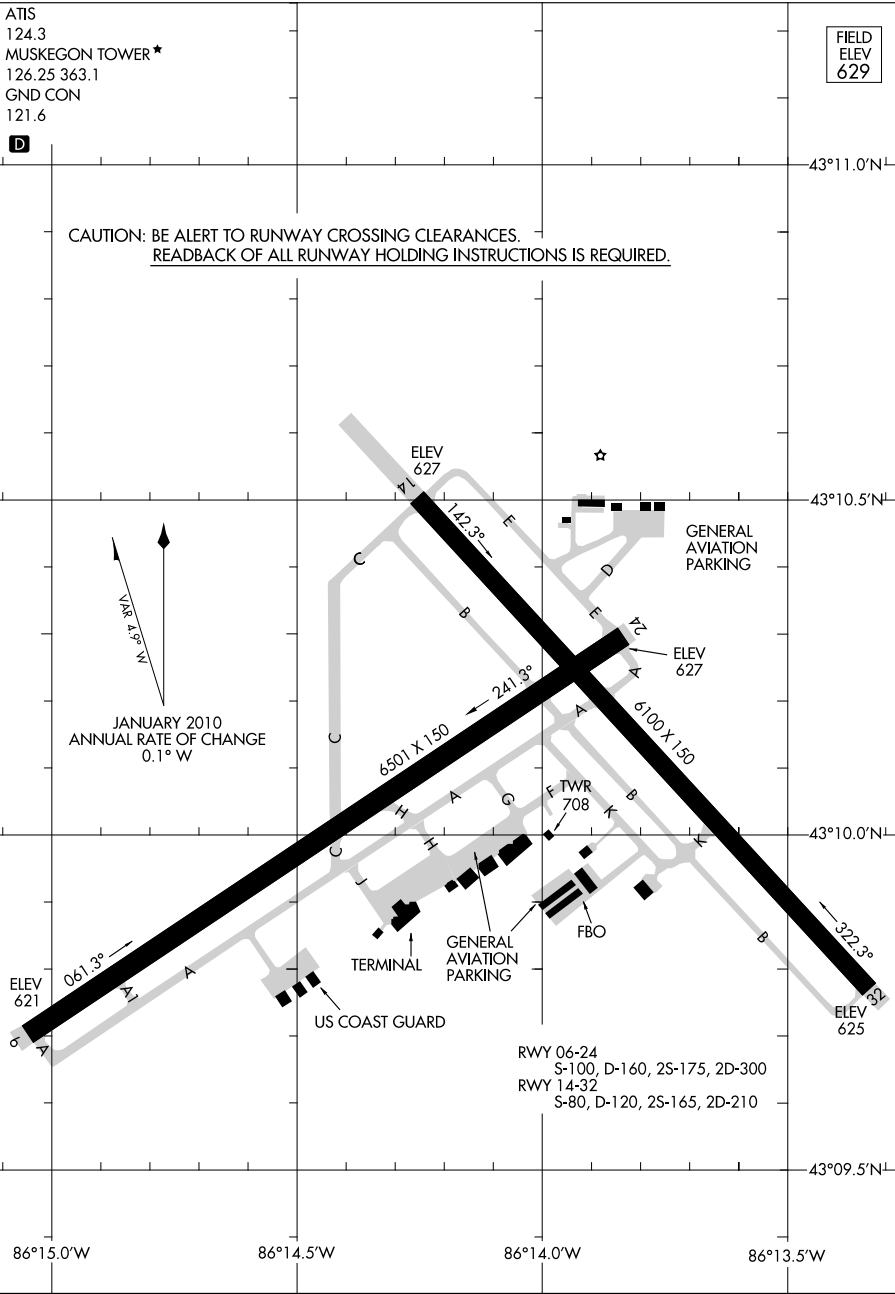 ATIS
124.3
MUSKEGON TOWER★
126.25 363.1
GND CON
121.6
D
FIELD
ELEV
629
43°11.0'N
CAUTION: BE ALERT TO RUNWAY CROSSING CLEARANCES.
READBACK OF ALL RUNWAY HOLDING INSTRUCTIONS IS REQUIRED.
ELEV
627
14
43°10.5'N
142.3°
E
GENERAL
AVIATION
PARKING
C
D
B
E
24
VAR 4.9° W
ELEV
627
A
241.3°
A
6100 X 150
JANUARY 2010
ANNUAL RATE OF CHANGE
0.1° W
C
6501 X 150
TWR
708
H
A
G
F
K
B
43°10.0'N
C
H
K
J
322.3°
FBO
B
TERMINAL
GENERAL
AVIATION
PARKING
061.3°
A
A1
ELEV
621
US COAST GUARD
32
ELEV
625
6
A
RWY 06-24
S-100, D-160, 2S-175, 2D-300
RWY 14-32
S-80, D-120, 2S-165, 2D-210
43°09.5'N
86°15.0'W
86°14.5'W
86°14.0'W
86°13.5'W